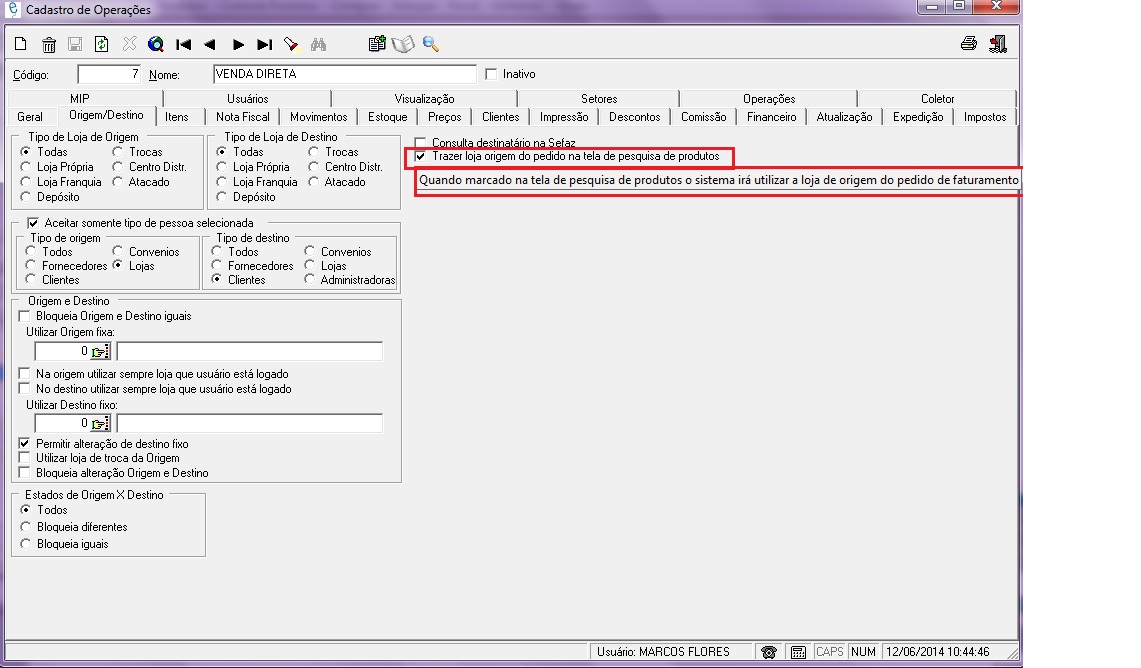 Cadastro de Operações
Código: 7 Nome: VENDA DIRETA Inativo
MIP Usuários Visualização Setores Operações Coletor
Geral Origem/Destino Itens Nota Fiscal Movimentos Estoque Preços Clientes Impressão Descontos Comissão Financeiro Atualização Expedição Impostos
Tipo de Loja de Origem
Todas Trocas
Loja Própria Centro Distr.
Loja Franquia Atacado
Depósito
Tipo de Loja de Destino
Todas Trocas
Loja Própria Centro Distr.
Loja Franquia Atacado
Depósito
Consulta destinatário na Sefaz
Trazer loja origem do pedido na tela de pesquisa de produtos
Quando marcado na tela de pesquisa de produtos o sistema irá utilizar a loja de origem do pedido de faturamento
Aceitar somente tipo de pessoa selecionada
Tipo de origem
Todos Convenios
Fornecedores Lojas
Clientes
Tipo de destino
Todos Convenios
Fornecedores Lojas
Clientes Administradoras
Origem e Destino
Bloqueia Origem e Destino iguais
Utilizar Origem fixa:
0
Na origem utilizar sempre loja que usuário está logado
No destino utilizar sempre loja que usuário está logado
Utilizar Destino fixo:
0
Permitir alteração de destino fixo
Utilizar loja de troca da Origem
Bloqueia alteração Origem e Destino
Estados de Origem X Destino
Todos
Bloqueia diferentes
Bloqueia iguais
Usuário: MARCOS FLORES CAPS NUM 12/06/2014 10:44:46